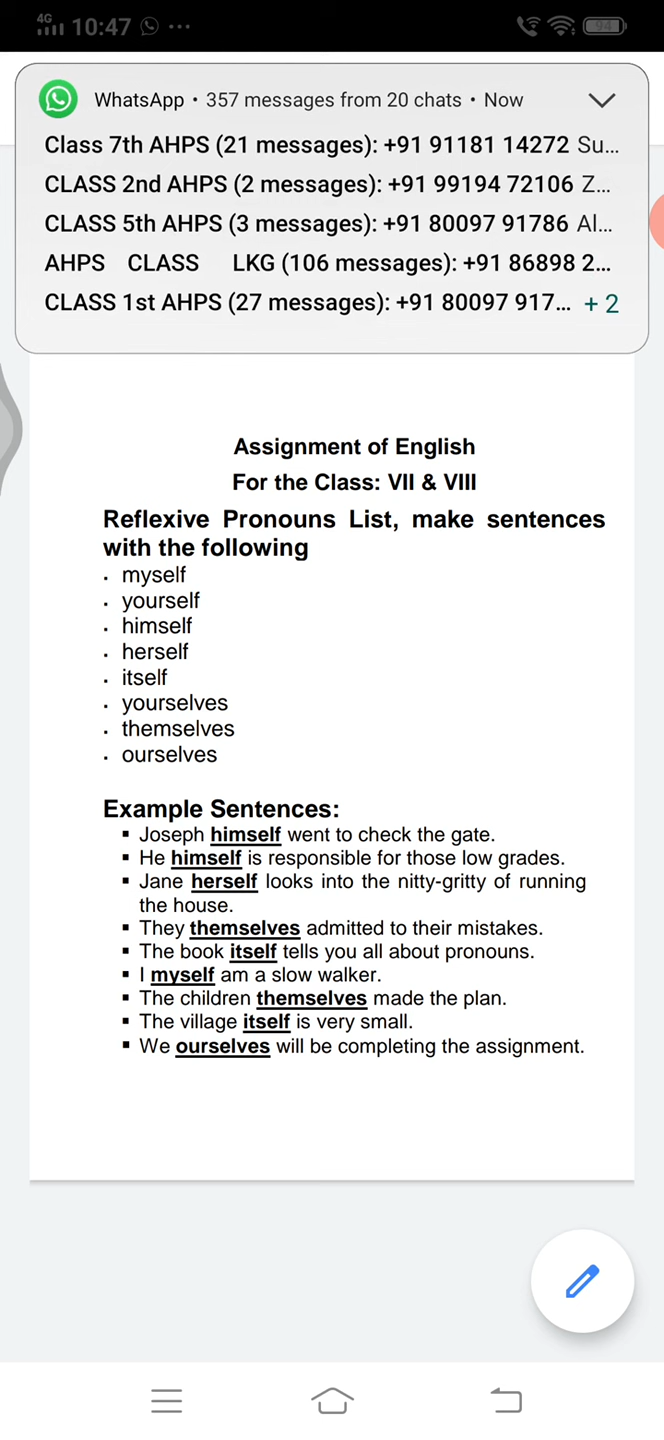 4G 10:47 ... 94
WhatsApp • 357 messages from 20 chats • Now
Class 7th AHPS (21 messages): +91 91181 14272 Su...
CLASS 2nd AHPS (2 messages): +91 99194 72106 Z...
CLASS 5th AHPS (3 messages): +91 80097 91786 Al...
AHPS CLASS LKG (106 messages): +91 86898 2...
CLASS 1st AHPS (27 messages): +91 80097 917... + 2
Assignment of English
For the Class: VII & VIII
Reflexive Pronouns List, make sentences
with the following
• myself
• yourself
• himself
• herself
• itself
• yourselves
• themselves
• ourselves
Example Sentences:
▪ Joseph himself went to check the gate.
▪ He himself is responsible for those low grades.
▪ Jane herself looks into the nitty-gritty of running
the house.
▪ They themselves admitted to their mistakes.
▪ The book itself tells you all about pronouns.
▪ I myself am a slow walker.
▪ The children themselves made the plan.
▪ The village itself is very small.
▪ We ourselves will be completing the assignment.